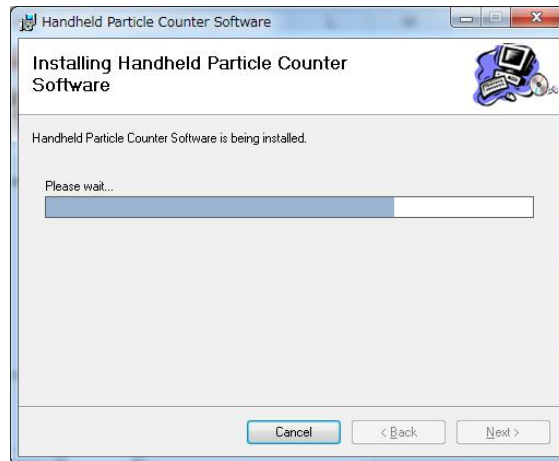 Handheld Particle Counter Software
Installing Handheld Particle Counter
Software
Handheld Particle Counter Software is being installed.
Please wait...
Cancel
< Back
Next >